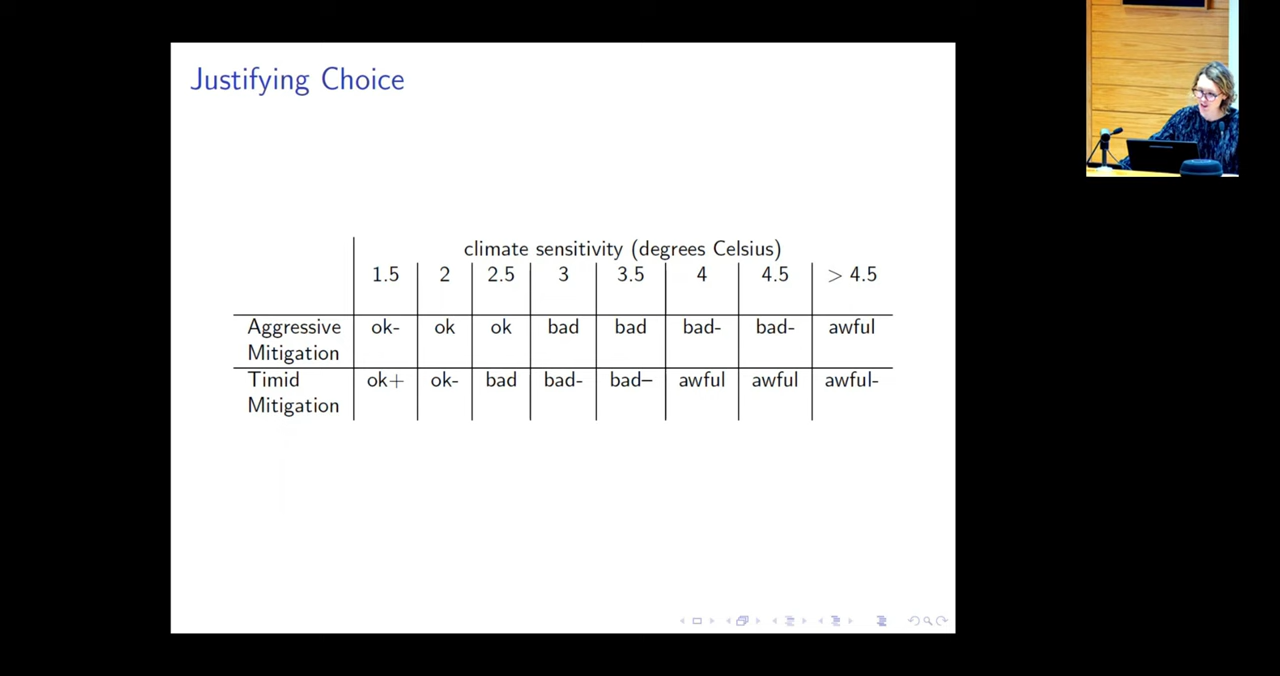 Justifying Choice
climate sensitivity (degrees Celsius)
1.5 2 2.5 3 3.5 4 4.5 > 4.5
Aggressive Mitigation ok- ok ok bad bad bad- bad- awful
Timid Mitigation ok+ ok- bad bad- bad-- awful awful awful-